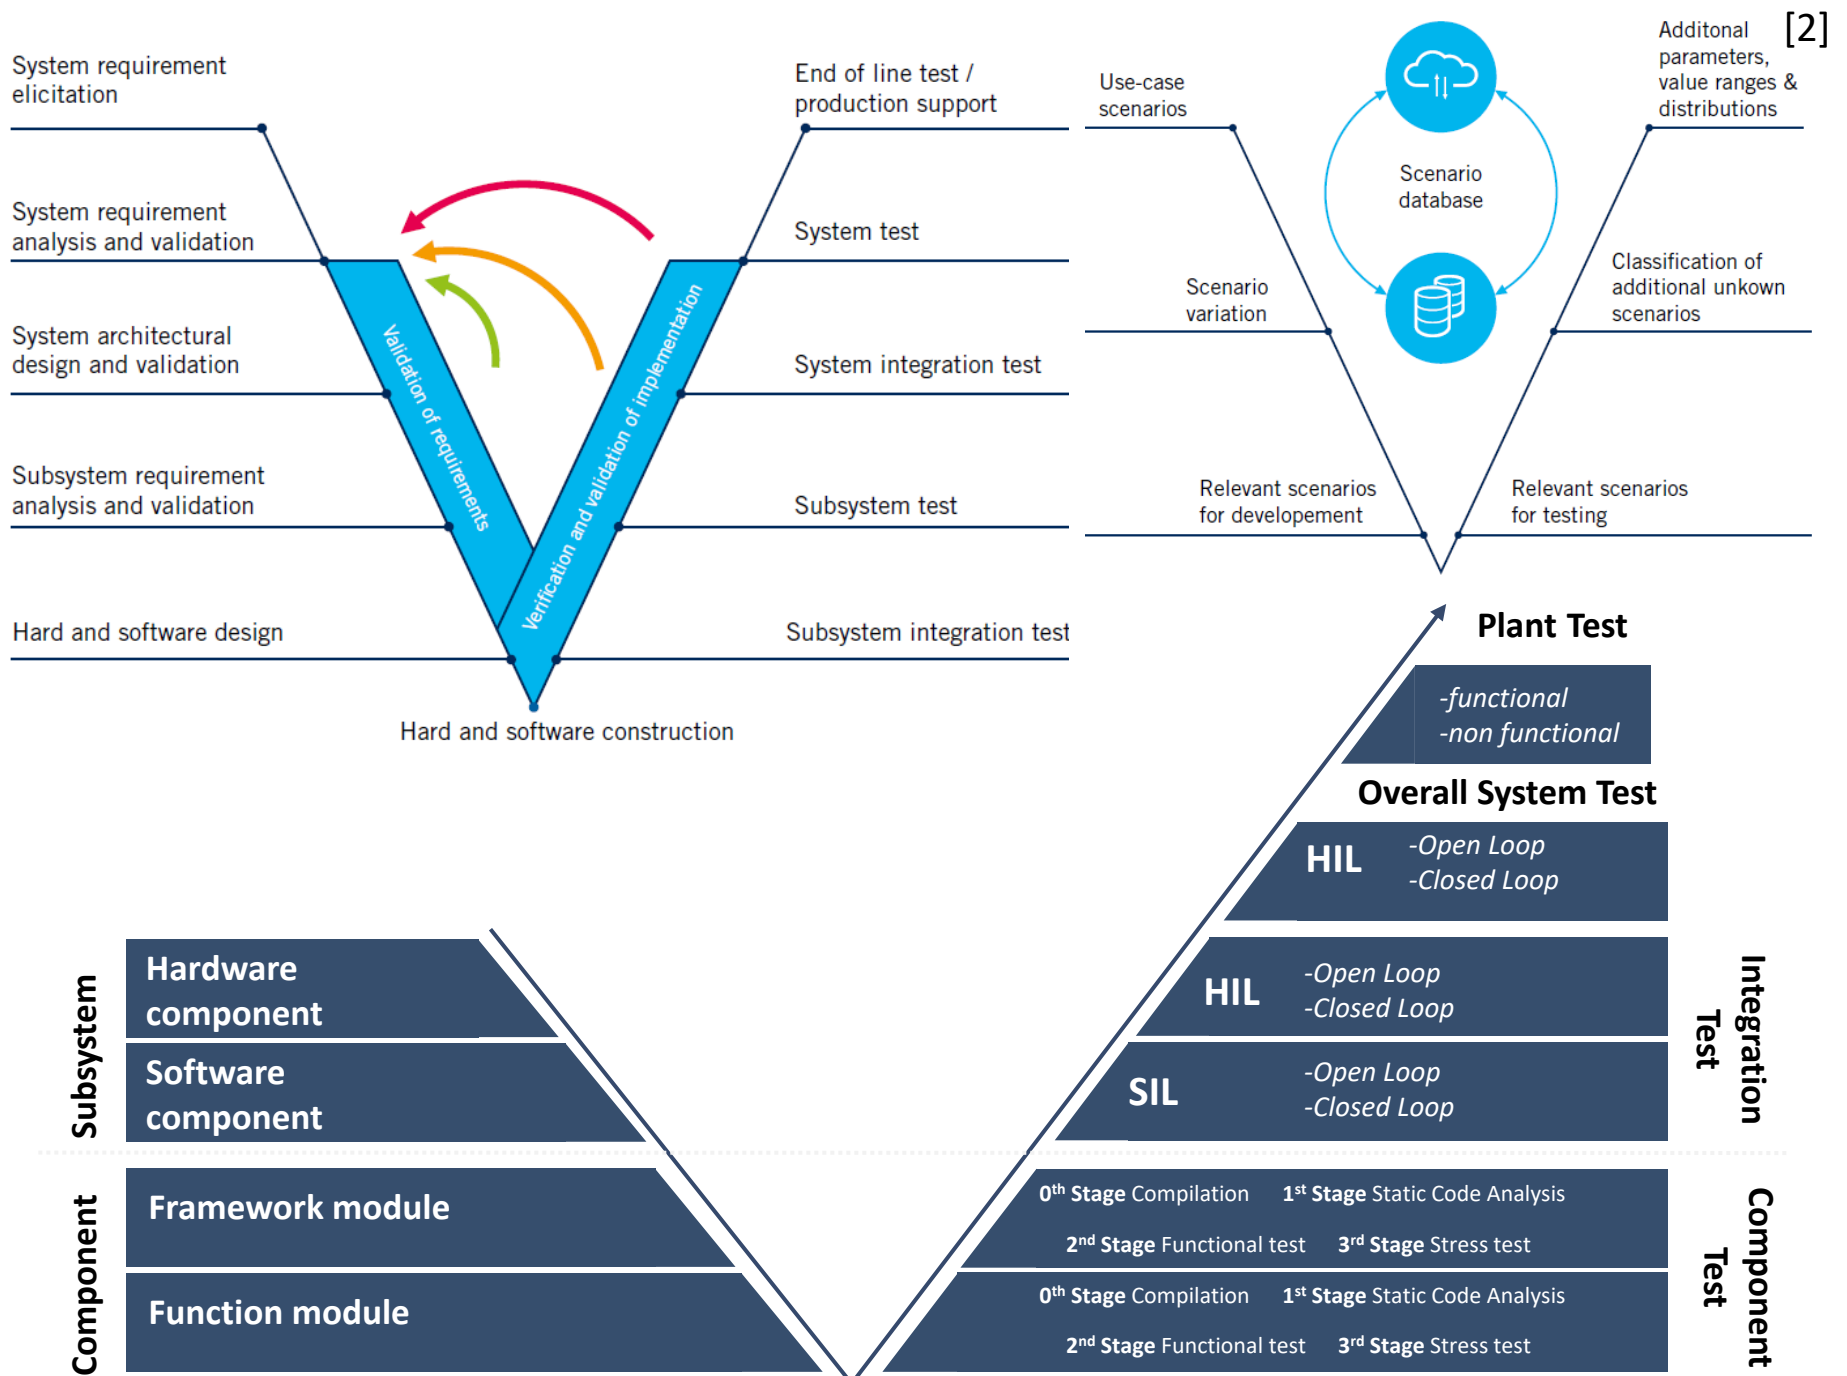 System requirement
elicitation
System requirement
analysis and validation
System architectural
design and validation
Subsystem requirement
analysis and validation
Hard and software design
Validation of requirements
Verification and validation of implementation
End of line test /
production support
System test
System integration test
Subsystem test
Subsystem integration test
Hard and software construction
[2]
Use-case
scenarios
Scenario
variation
Relevant scenarios
for developement
Scenario
database
Additonal
parameters,
value ranges &
distributions
Classification of
additional unkown
scenarios
Relevant scenarios
for testing
Plant Test
-functional
-non functional
Overall System Test
HIL
-Open Loop
-Closed Loop
HIL
-Open Loop
-Closed Loop
SIL
-Open Loop
-Closed Loop
Integration
Test
Subsystem
Hardware
component
Software
component
Component
Framework module
Function module
0th Stage Compilation 1st Stage Static Code Analysis
2nd Stage Functional test 3rd Stage Stress test
0th Stage Compilation 1st Stage Static Code Analysis
2nd Stage Functional test 3rd Stage Stress test
Component
Test